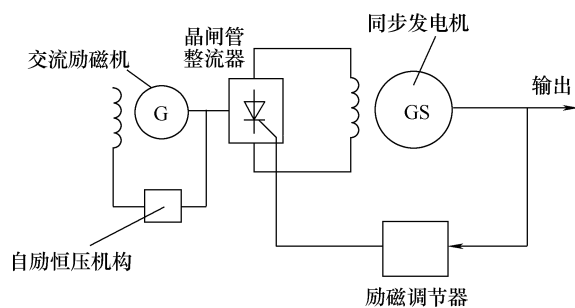 同步发电机
晶闸管
整流器
交流励磁机
输出
G
GS
自励恒压机构
励磁调节器